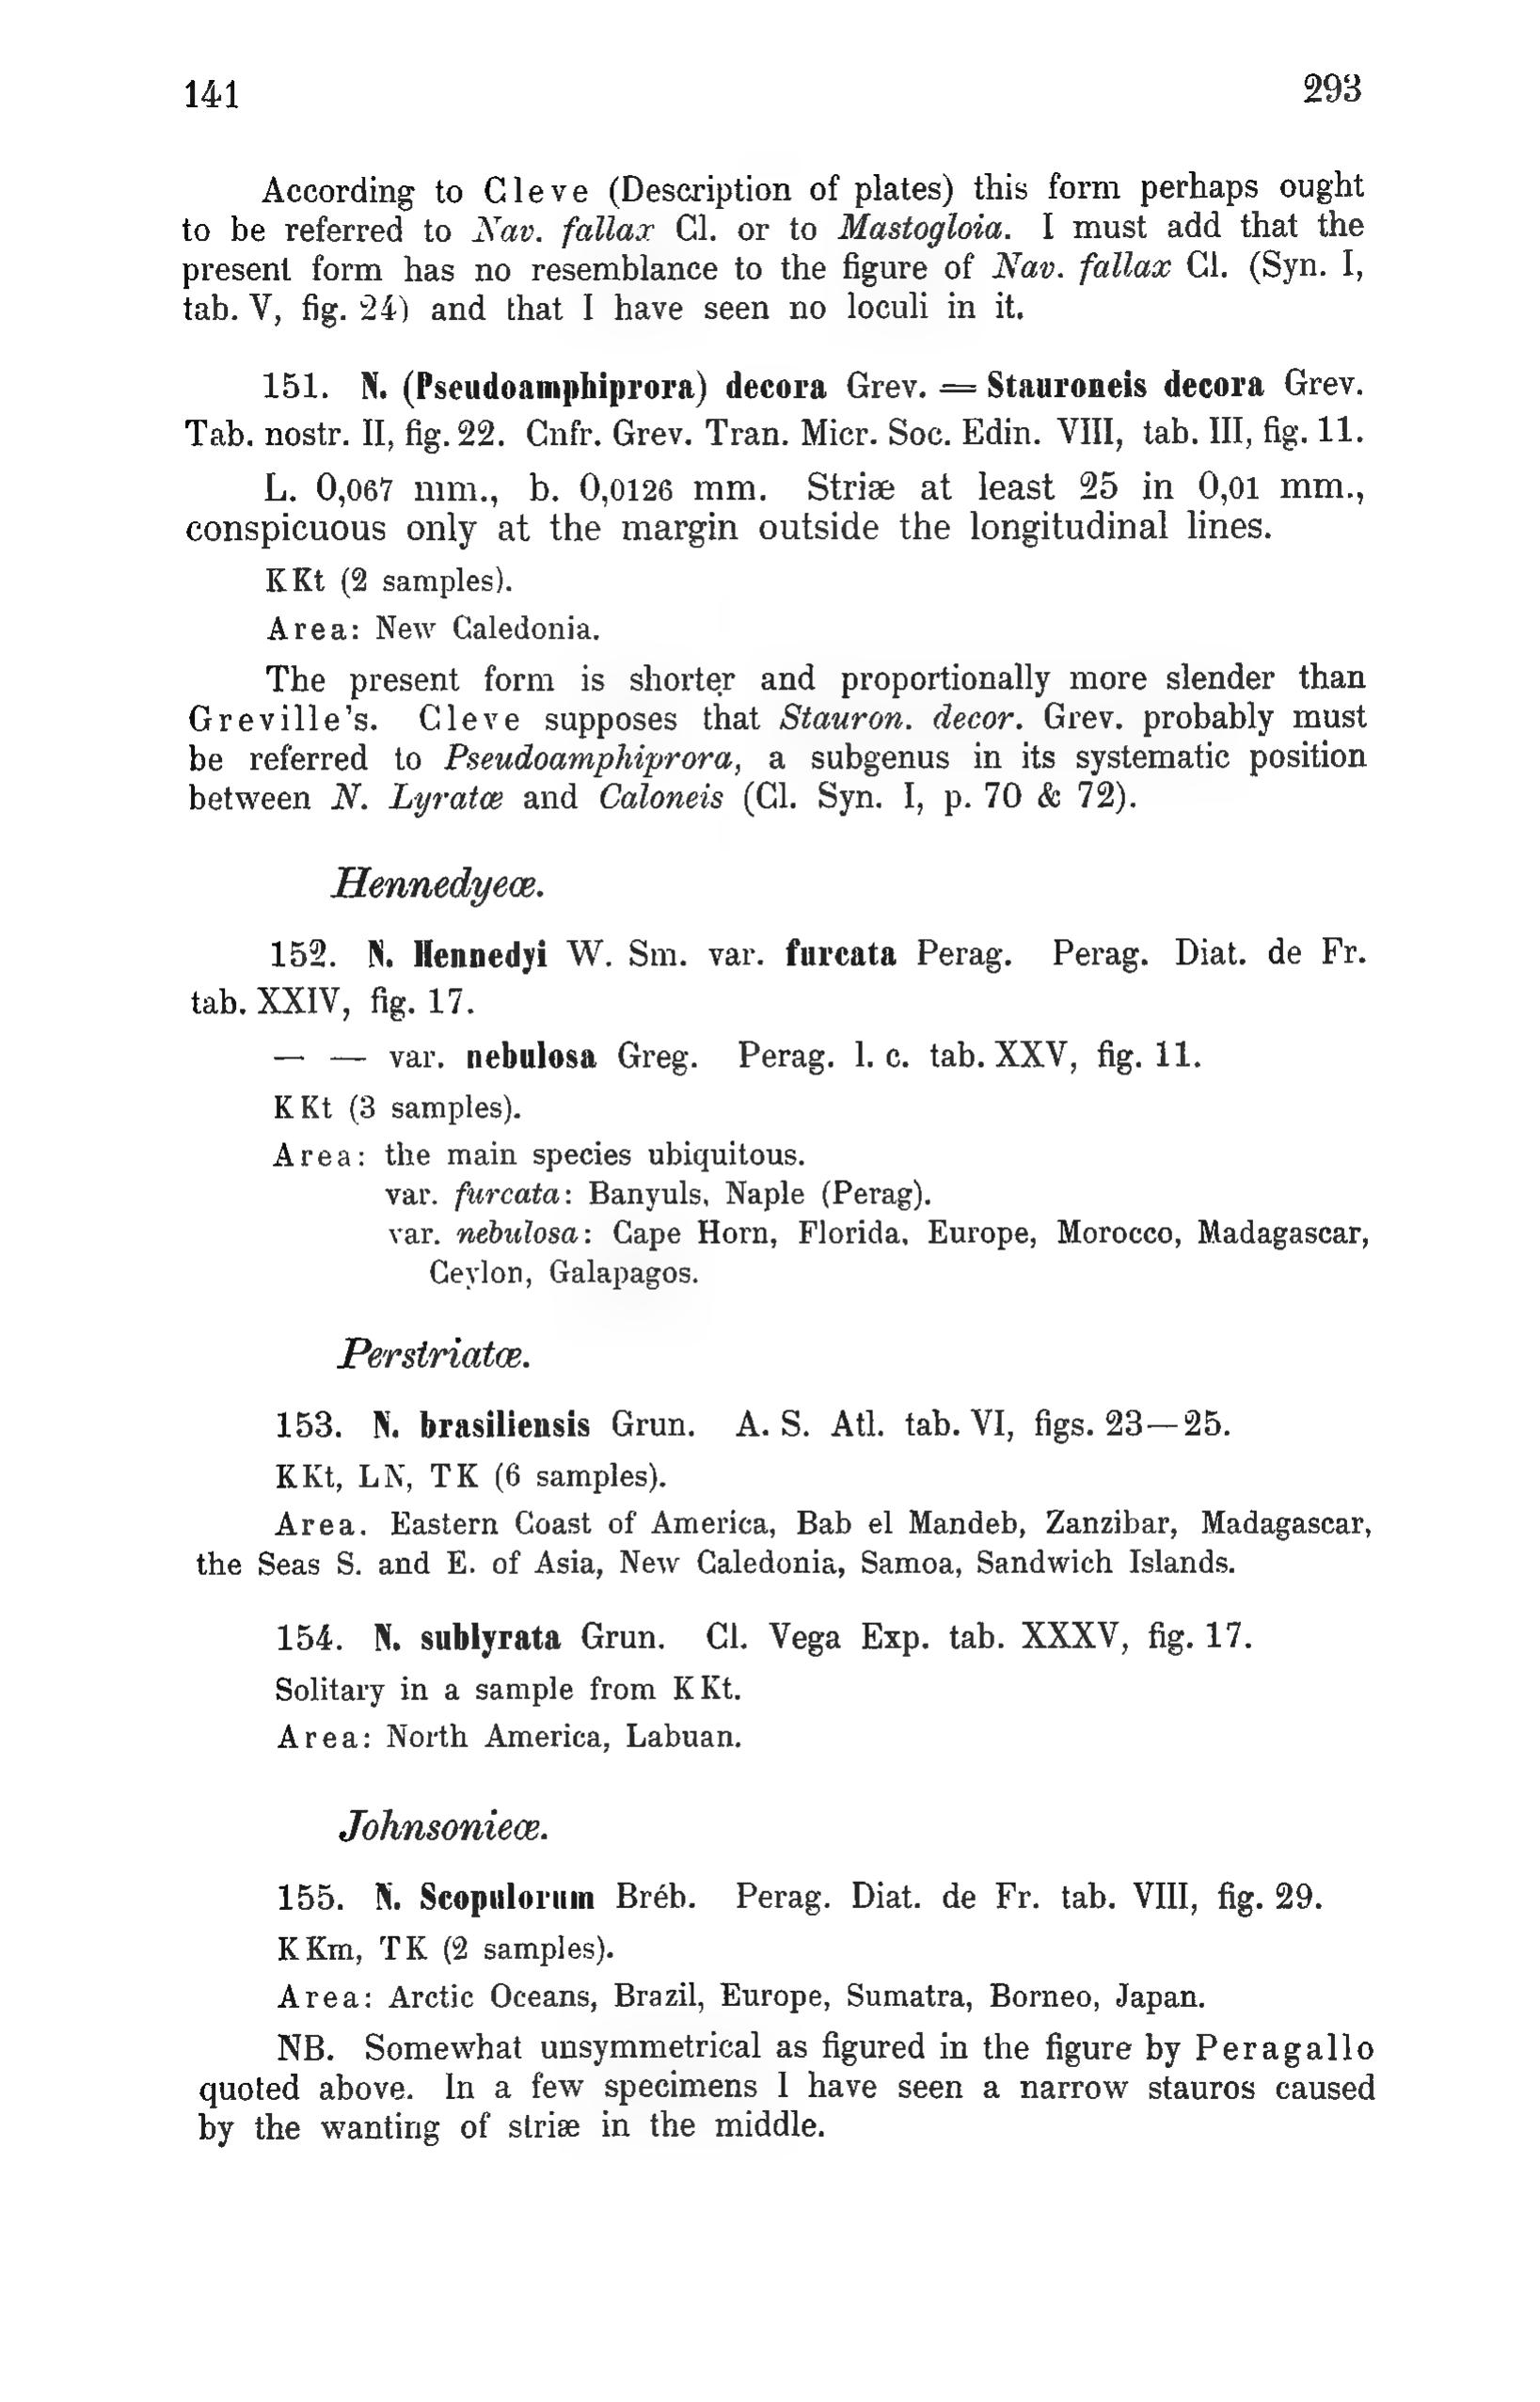 141 293
According to Cleve (Description of plates) this form perhaps ought
to be referred to Nav. fallax Cl. or to Mastogloia. I must add that the
present form has no resemblance to the figure of Nav. fallax Cl. (Syn. I,
tab. V, fig. 24) and that I have seen no loculi in it.
151. N. (Pseudoamphiprora) decora Grev. = Stauroneis decora Grev.
Tab. nostr. II, fig. 22. Cnfr. Grev. Tran. Micr. Soc. Edin. VIII, tab. III, fig. 11.
L. 0,067 mm., b. 0,0126 mm. Striæ at least 25 in 0,01 mm.,
conspicuous only at the margin outside the longitudinal lines.
KKt (2 samples).
Area: New Caledonia.
The present form is shorter and proportionally more slender than
Greville's. Cleve supposes that Stauron. decor. Grev. probably must
be referred to Pseudoamphiprora, a subgenus in its systematic position
between N. Lyratæ and Caloneis (Cl. Syn. I, p. 70 & 72).
Hennedyeæ.
152. N. Hennedyi W. Sm. var. furcata Perag. Perag. Diat. de Fr.
tab. XXIV, fig. 17.
— — var. nebulosa Greg. Perag. l. c. tab. XXV, fig. 11.
KKt (3 samples).
Area: the main species ubiquitous.
var. furcata: Banyuls, Naple (Perag).
var. nebulosa: Cape Horn, Florida, Europe, Morocco, Madagascar,
Ceylon, Galapagos.
Perstriatæ.
153. N. brasiliensis Grun. A. S. Atl. tab. VI, figs. 23—25.
KKt, LN, TK (6 samples).
Area. Eastern Coast of America, Bab el Mandeb, Zanzibar, Madagascar,
the Seas S. and E. of Asia, New Caledonia, Samoa, Sandwich Islands.
154. N. sublyrata Grun. Cl. Vega Exp. tab. XXXV, fig. 17.
Solitary in a sample from KKt.
Area: North America, Labuan.
Johnsonieæ.
155. N. Scopulorum Bréb. Perag. Diat. de Fr. tab. VIII, fig. 29.
KKm, TK (2 samples).
Area: Arctic Oceans, Brazil, Europe, Sumatra, Borneo, Japan.
NB. Somewhat unsymmetrical as figured in the figure by Peragallo
quoted above. In a few specimens I have seen a narrow stauros caused
by the wanting of striæ in the middle.